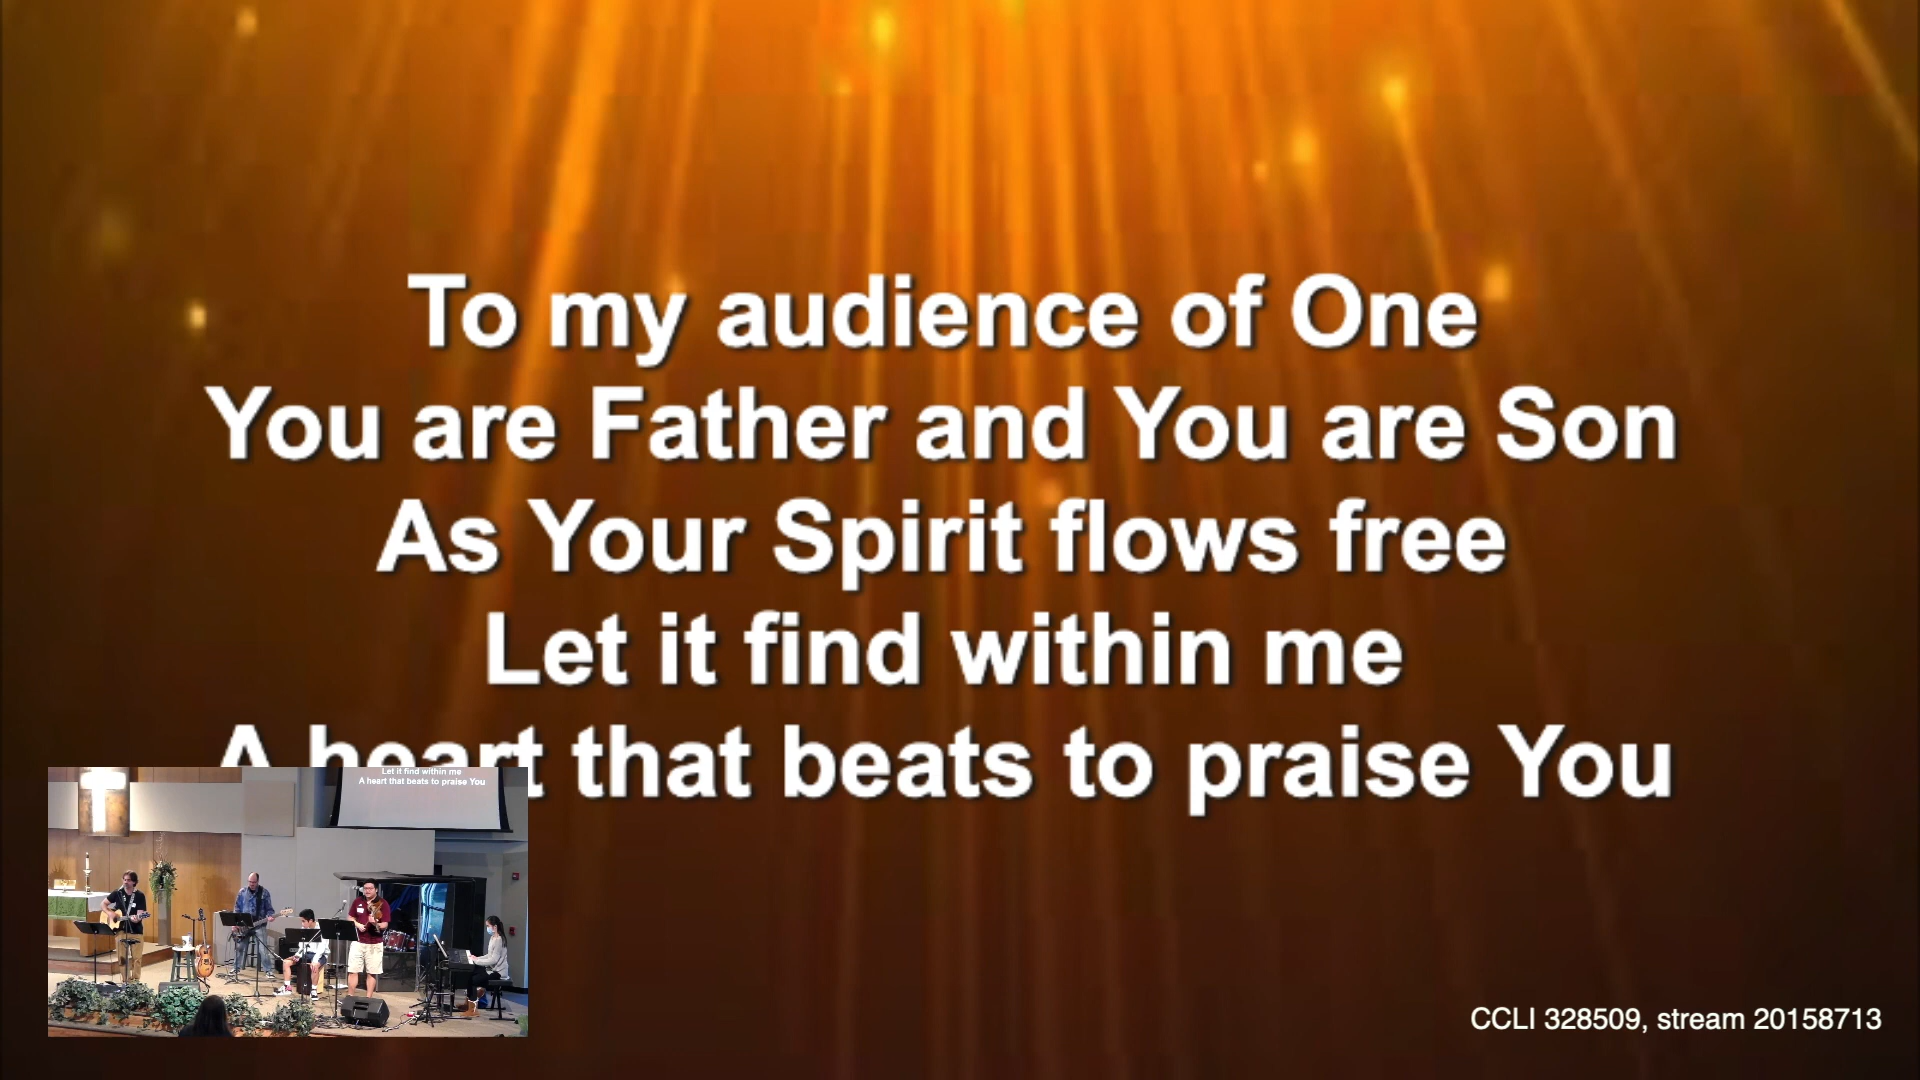 To my audience of One
You are Father and You are Son
As Your Spirit flows free
Let it find within me
A heart that beats to praise You
Let it find within me
A heart that beats to praise You
CCLI 328509, stream 20158713